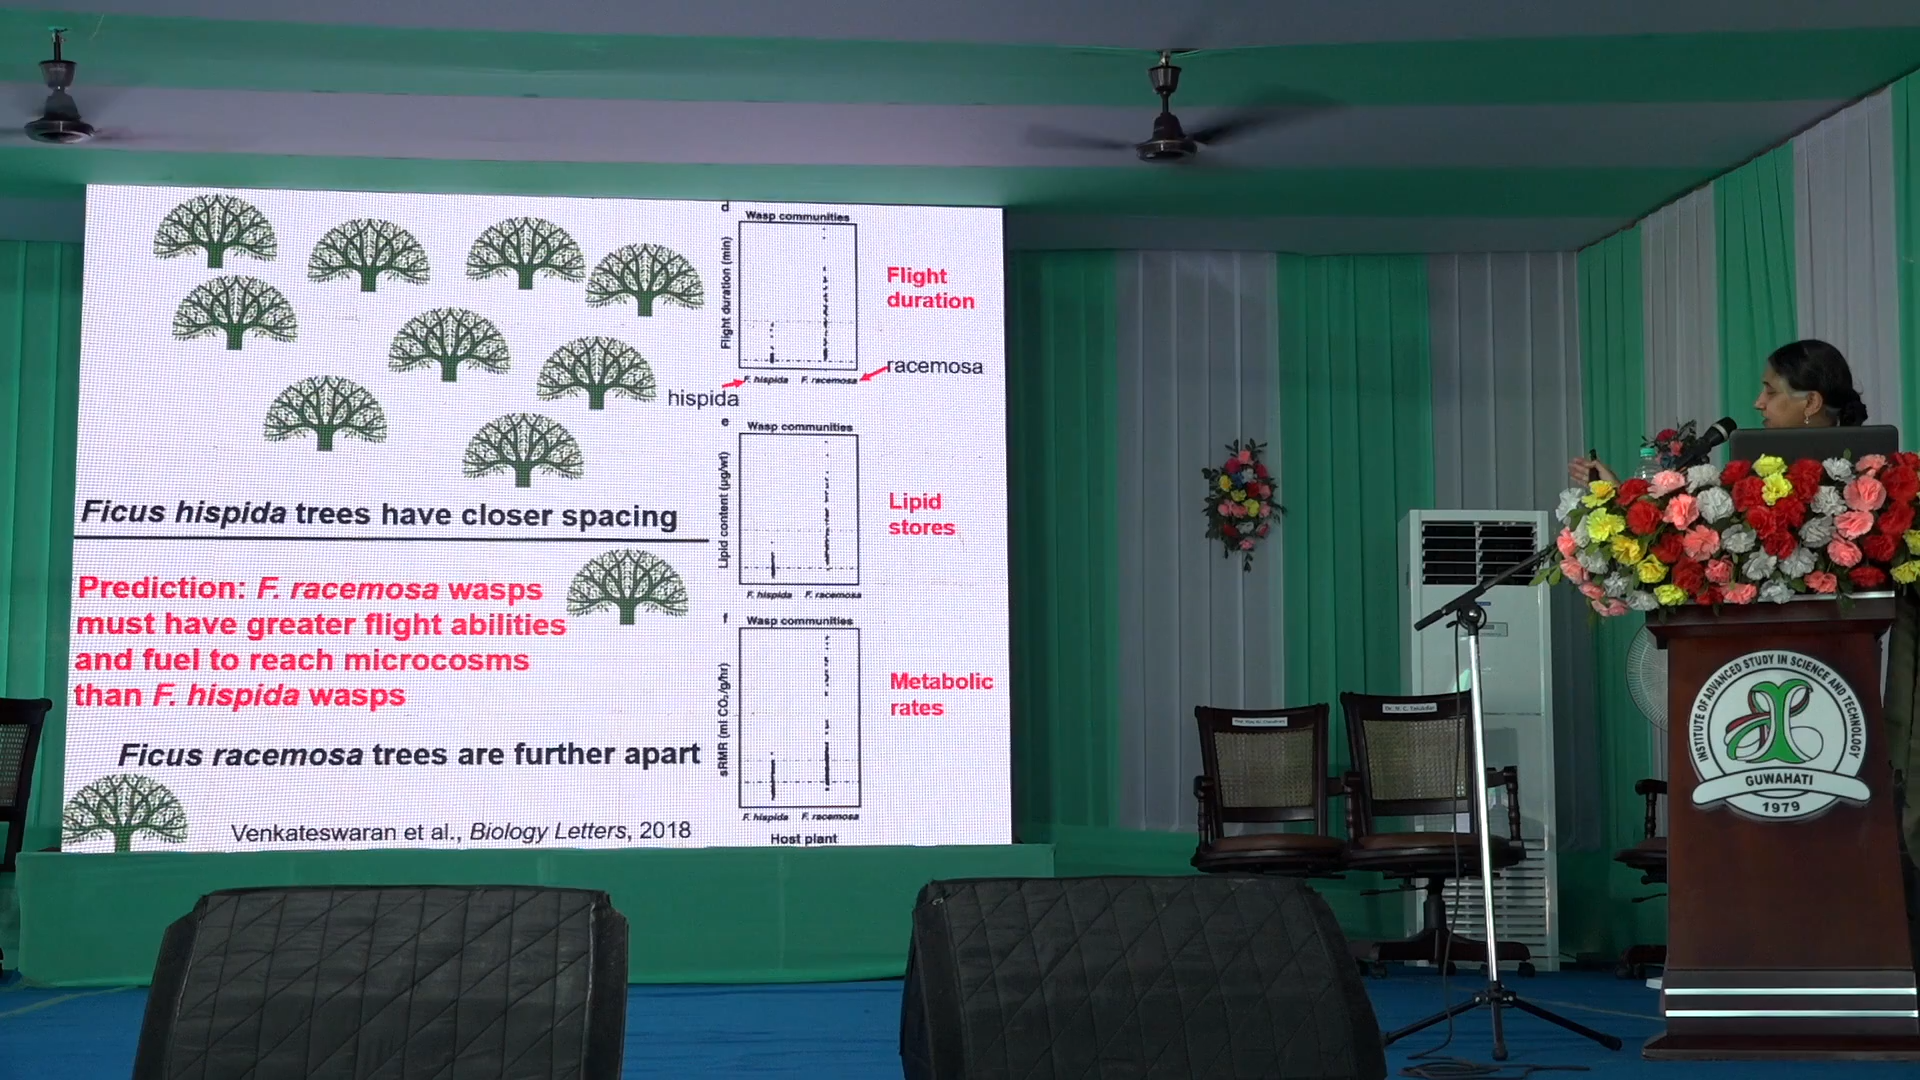 Ficus hispida trees have closer spacing
Prediction: F. racemosa wasps
must have greater flight abilities
and fuel to reach microcosms
than F. hispida wasps
Ficus racemosa trees are further apart
Venkateswaran et al., Biology Letters, 2018
d
Wasp communities
Flight duration (min)
F. hispida F. racemosa
Flight
duration
racemosa
hispida
e
Wasp communities
Lipid content (µg/wt)
F. hispida F. racemosa
Lipid
stores
f
Wasp communities
sRMR (ml CO₂/g/hr)
F. hispida F. racemosa
Host plant
Metabolic
rates
INSTITUTE OF ADVANCED STUDY IN SCIENCE AND TECHNOLOGY
GUWAHATI
1979